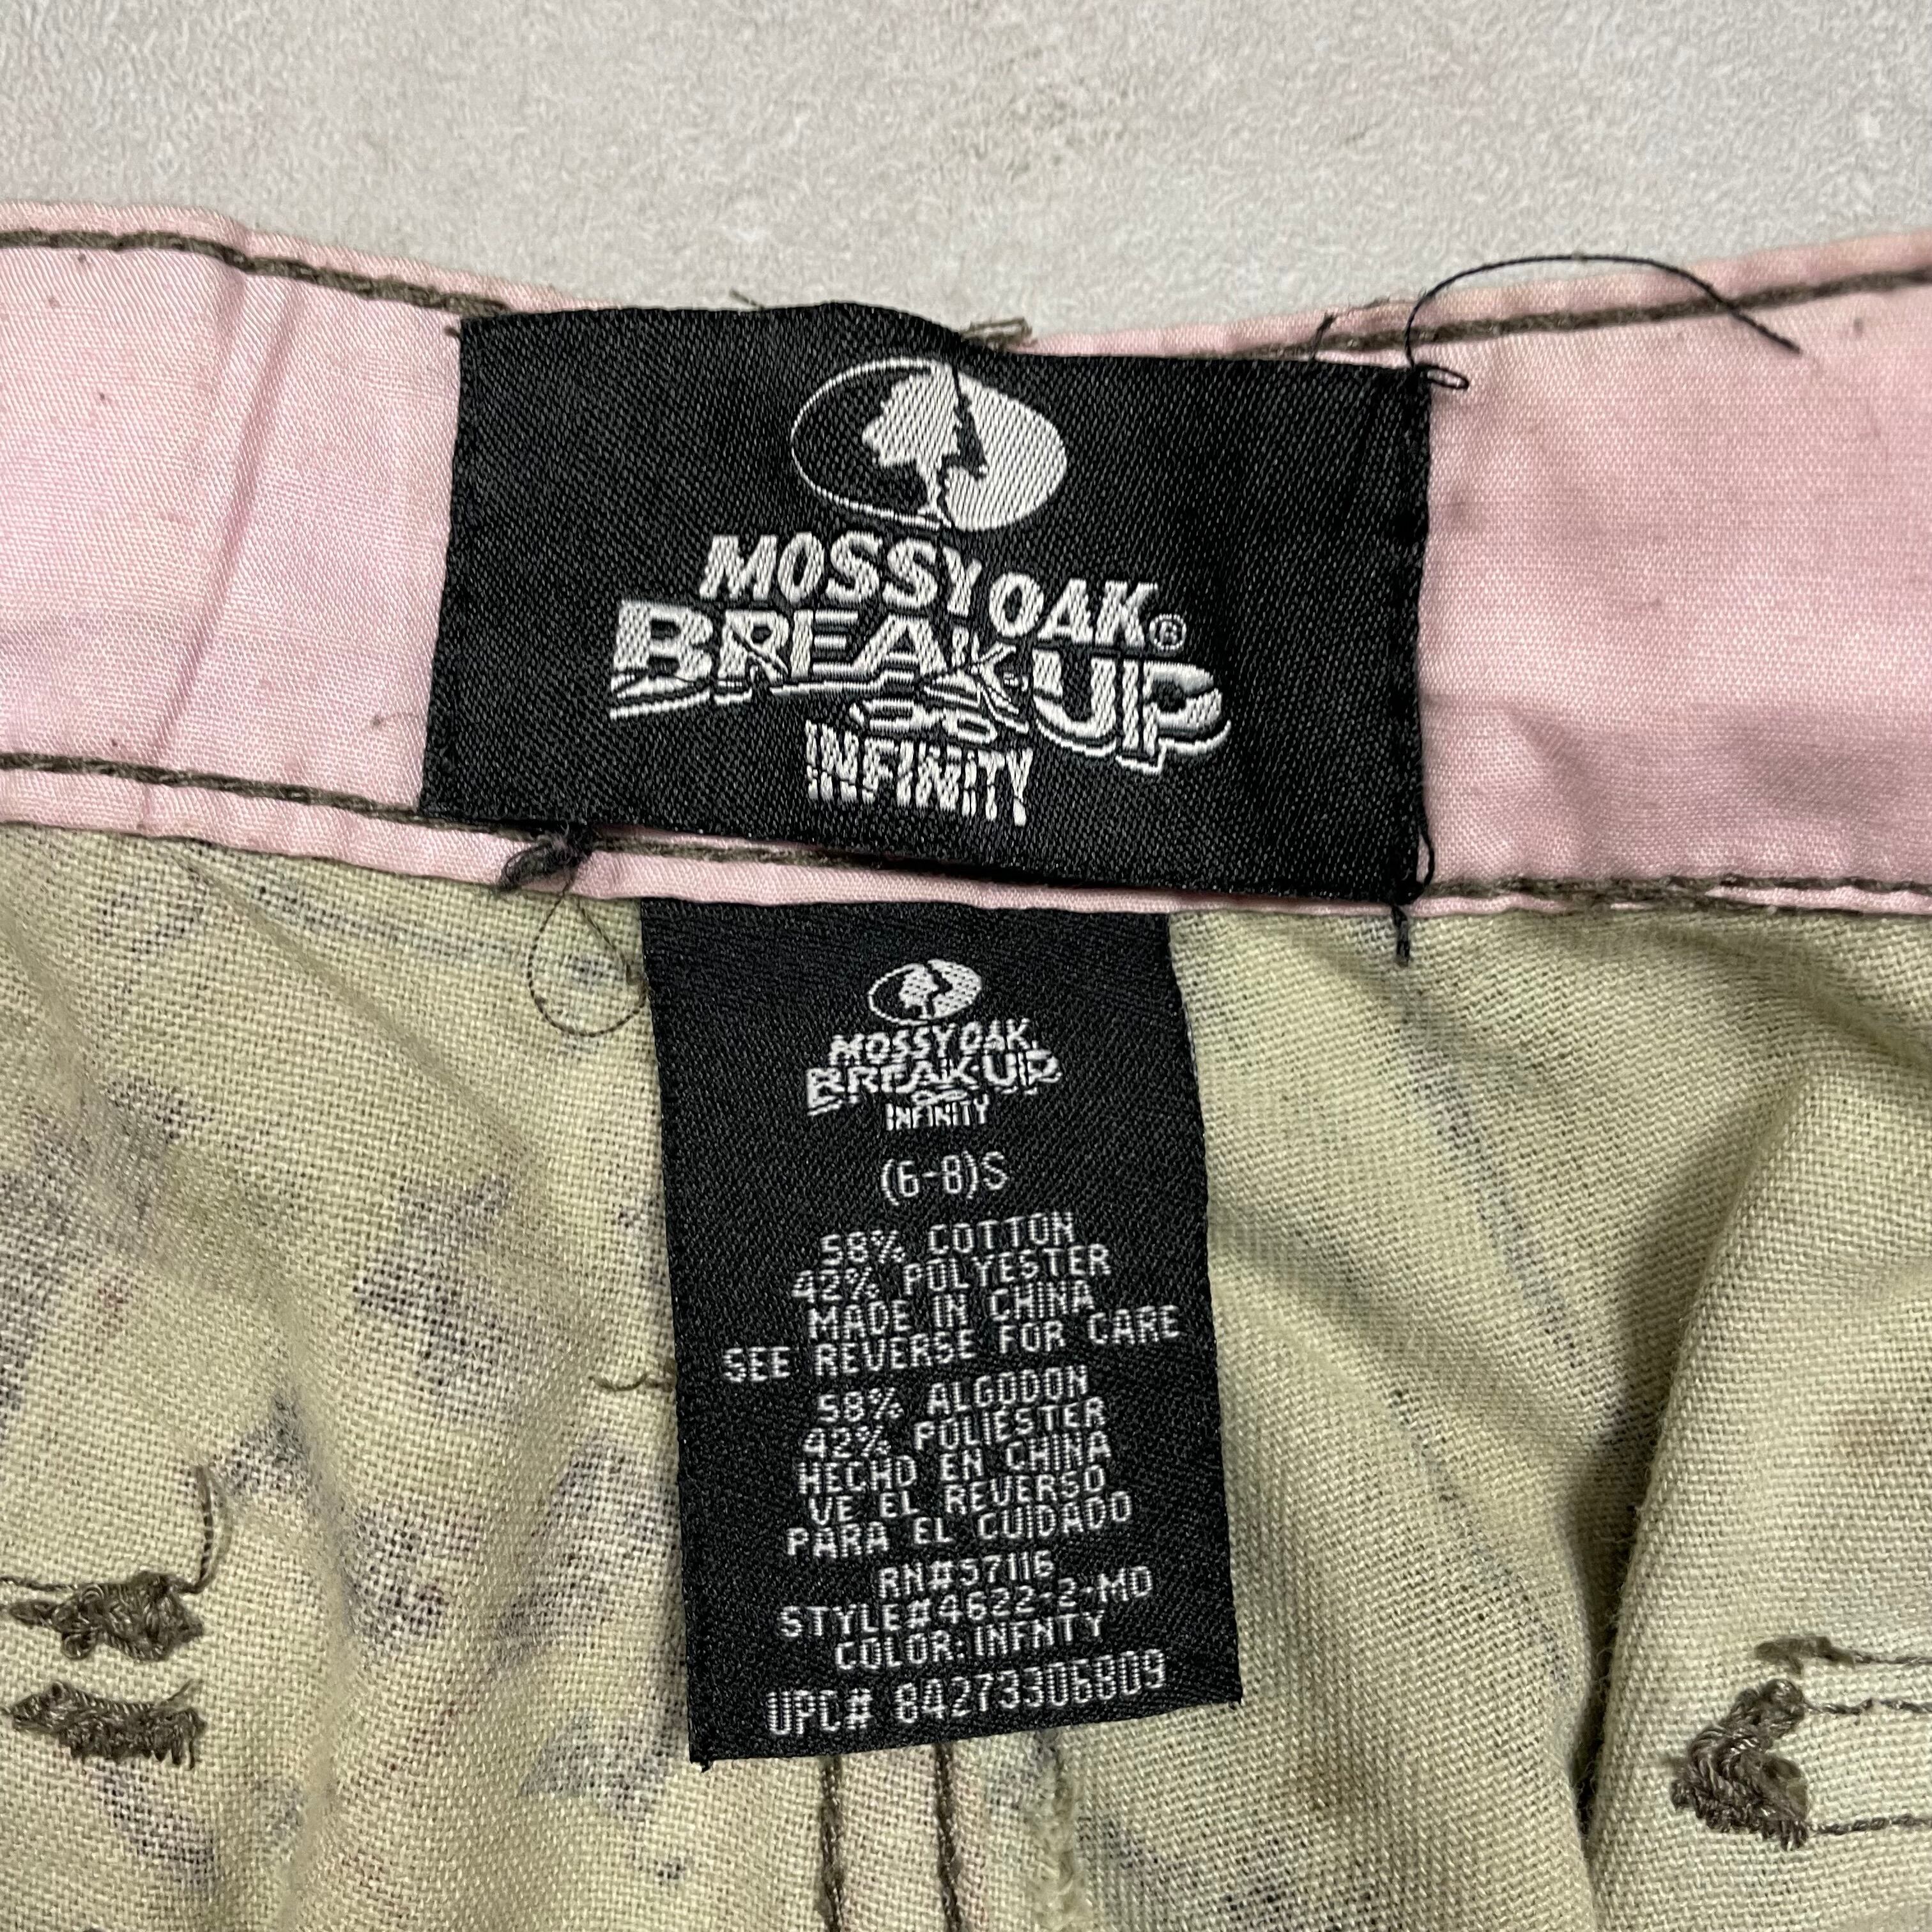 MOSSY OAK®
BREAK-UP
INFINITY
MOSSY OAK
BREAK-UP
INFINITY
(6-8)S
58% COTTON
42% POLYESTER
MADE IN CHINA
SEE REVERSE FOR CARE
58% ALGODON
42% POLIESTER
HECHO EN CHINA
VE EL REVERSO
PARA EL CUIDADO
RN#57116
STYLE#4622-2-MO
COLOR:INFNTY
UPC# 84273306809